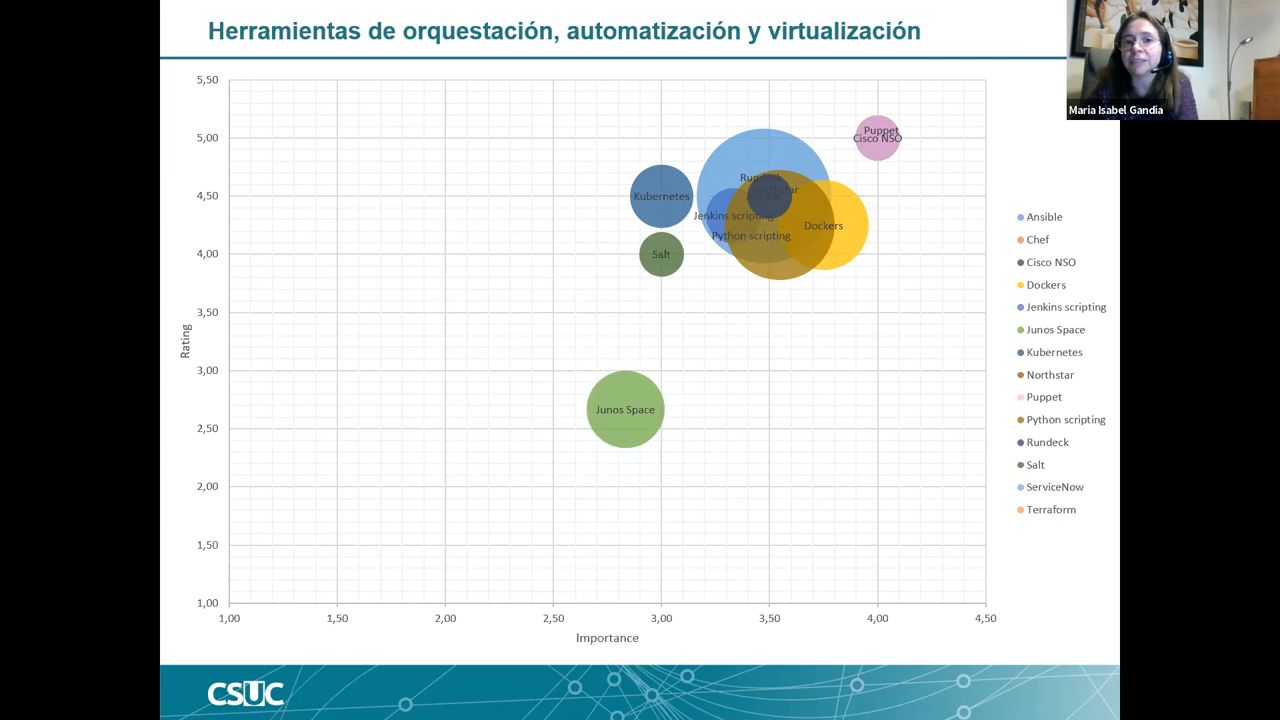 Herramientas de orquestación, automatización y virtualización
Maria Isabel Gandia
5,50
5,00
4,50
4,00
3,50
3,00
2,50
2,00
1,50
1,00
Rating
Puppet
Cisco NSO
Rundeck
Kubernetes
Jenkins scripting
Dockers
Python scripting
Salt
Junos Space
1,00
1,50
2,00
2,50
3,00
3,50
4,00
4,50
Importance
Ansible
Chef
Cisco NSO
Dockers
Jenkins scripting
Junos Space
Kubernetes
Northstar
Puppet
Python scripting
Rundeck
Salt
ServiceNow
Terraform
CSUC